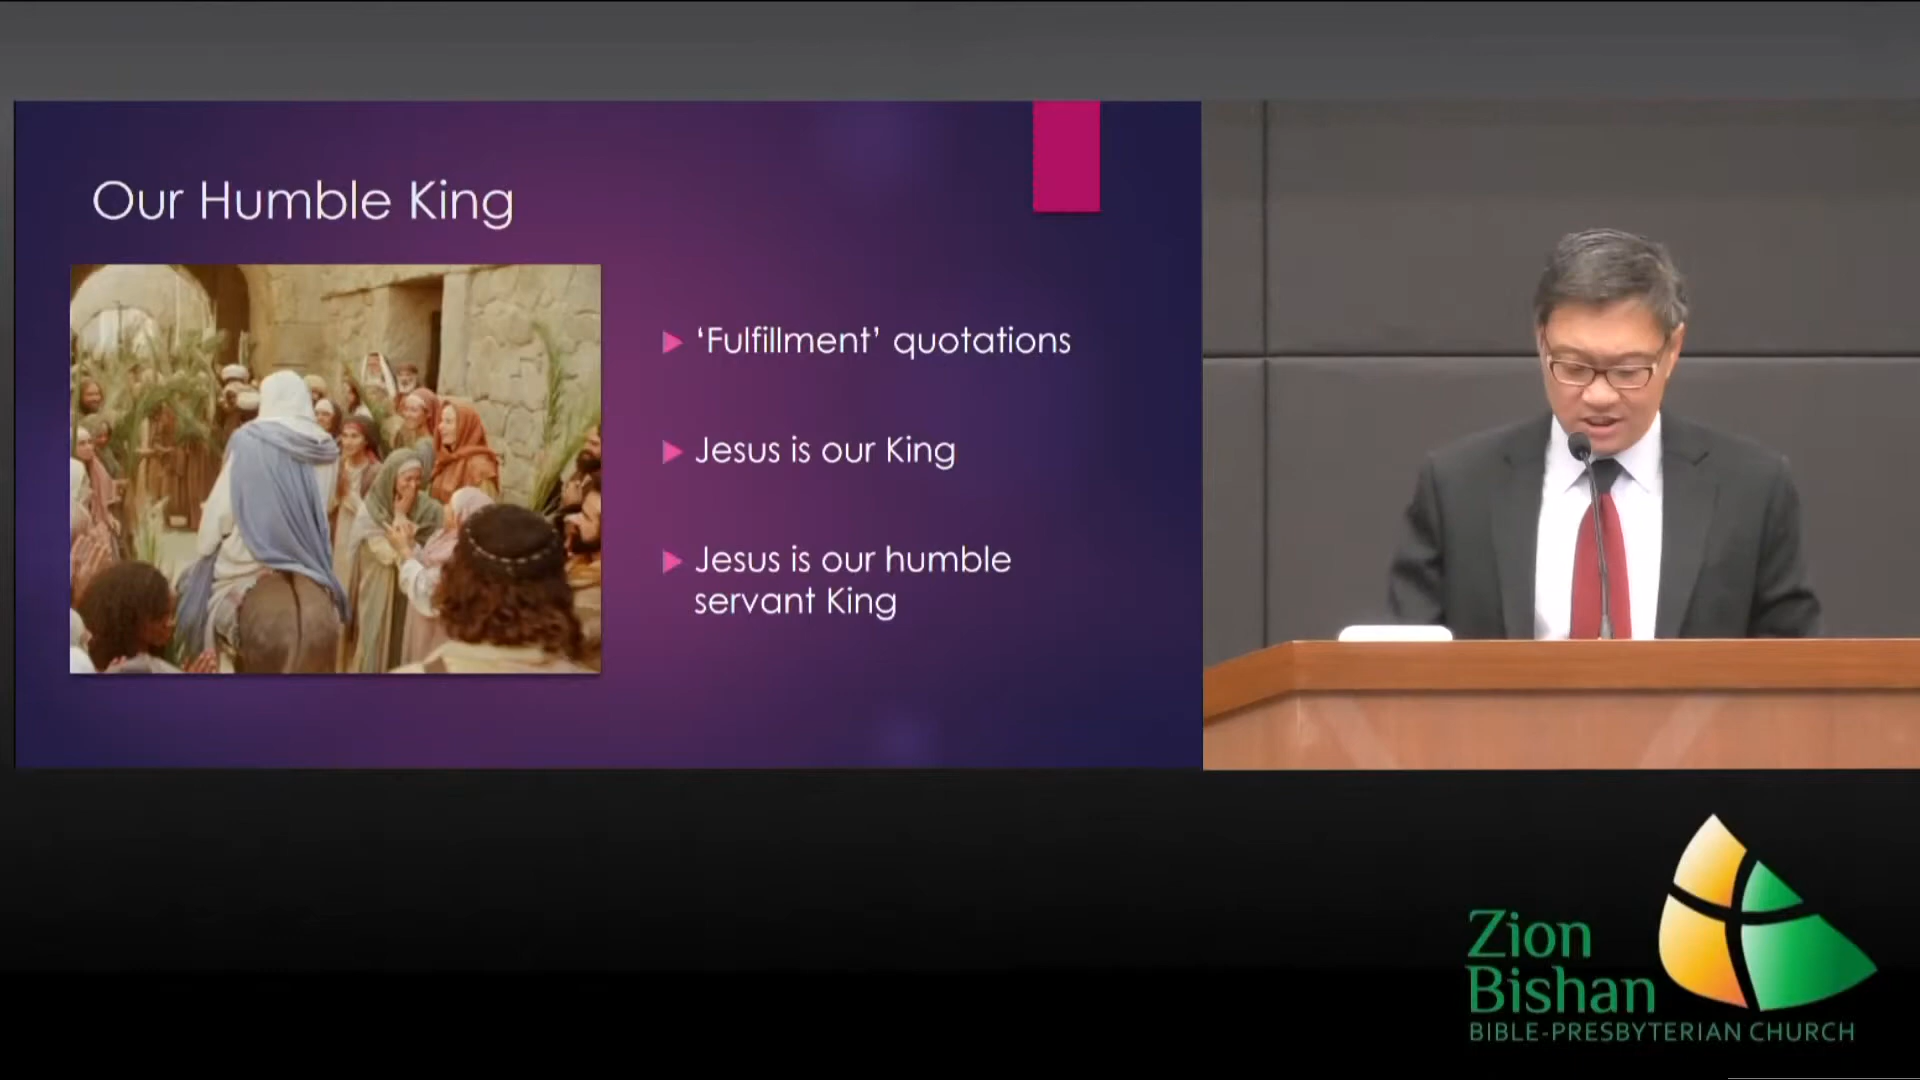 Our Humble King
‘Fulfillment’ quotations
Jesus is our King
Jesus is our humble
servant King
Zion
Bishan
BIBLE-PRESBYTERIAN CHURCH